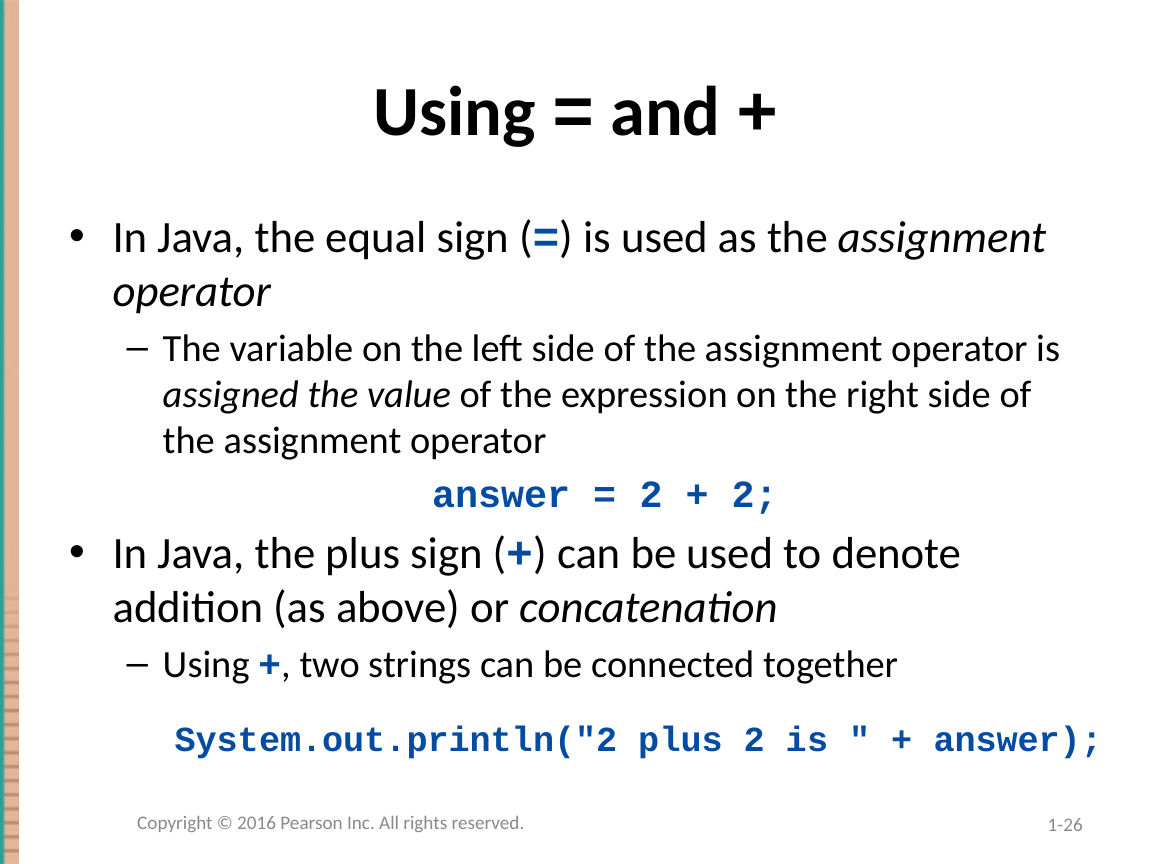 Using = and +
• In Java, the equal sign (=) is used as the assignment
operator
– The variable on the left side of the assignment operator is
assigned the value of the expression on the right side of
the assignment operator
answer = 2 + 2;
• In Java, the plus sign (+) can be used to denote
addition (as above) or concatenation
– Using +, two strings can be connected together
System.out.println("2 plus 2 is " + answer);
Copyright © 2016 Pearson Inc. All rights reserved.
1-26